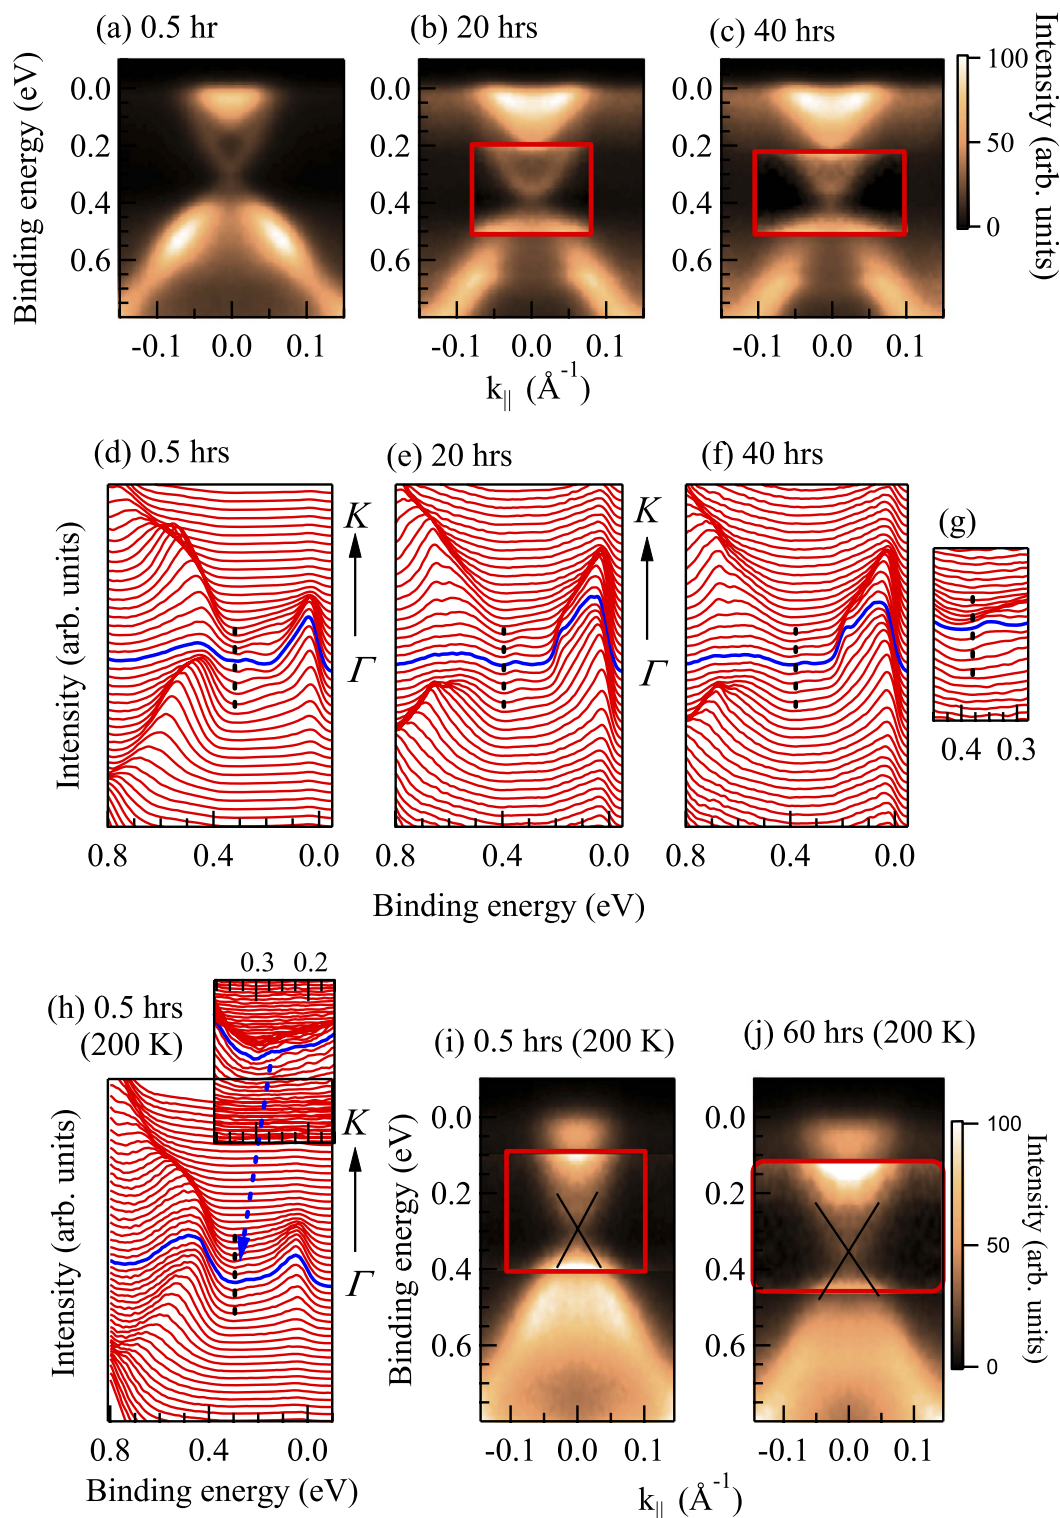 (a) 0.5 hr
(b) 20 hrs
(c) 40 hrs
Binding energy (eV)
0.0
0.2
0.4
0.6
0.0
0.2
0.4
0.6
0.0
0.2
0.4
0.6
100
50
0
Intensity (arb. units)
-0.1 0.0 0.1
-0.1 0.0 0.1
-0.1 0.0 0.1
k|| (Å-1)
(d) 0.5 hrs
(e) 20 hrs
(f) 40 hrs
(g)
Intensity (arb. units)
K
Γ
K
Γ
0.4 0.3
0.8 0.4 0.0
0.8 0.4 0.0
0.8 0.4 0.0
Binding energy (eV)
(h) 0.5 hrs
(200 K)
0.3 0.2
K
Γ
Intensity (arb. units)
0.8 0.4 0.0
Binding energy (eV)
(i) 0.5 hrs (200 K)
(j) 60 hrs (200 K)
Binding energy (eV)
0.0
0.2
0.4
0.6
0.0
0.2
0.4
0.6
100
50
0
Intensity (arb. units)
-0.1 0.0 0.1
-0.1 0.0 0.1
k|| (Å-1)